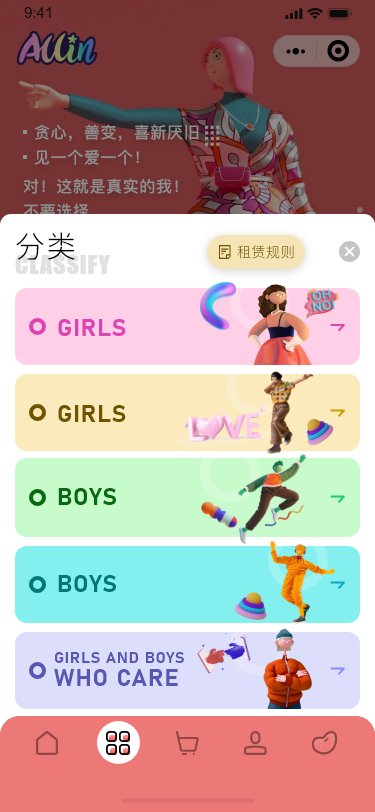 9:41
Allin
贪心，善变，喜新厌旧
见一个爱一个！
对！这就是真实的我！
不要选择
分类
CLASSIFY
租赁规则
OH NO!
GIRLS
GIRLS
LOVE
BOYS
BOYS
GIRLS AND BOYS
WHO CARE